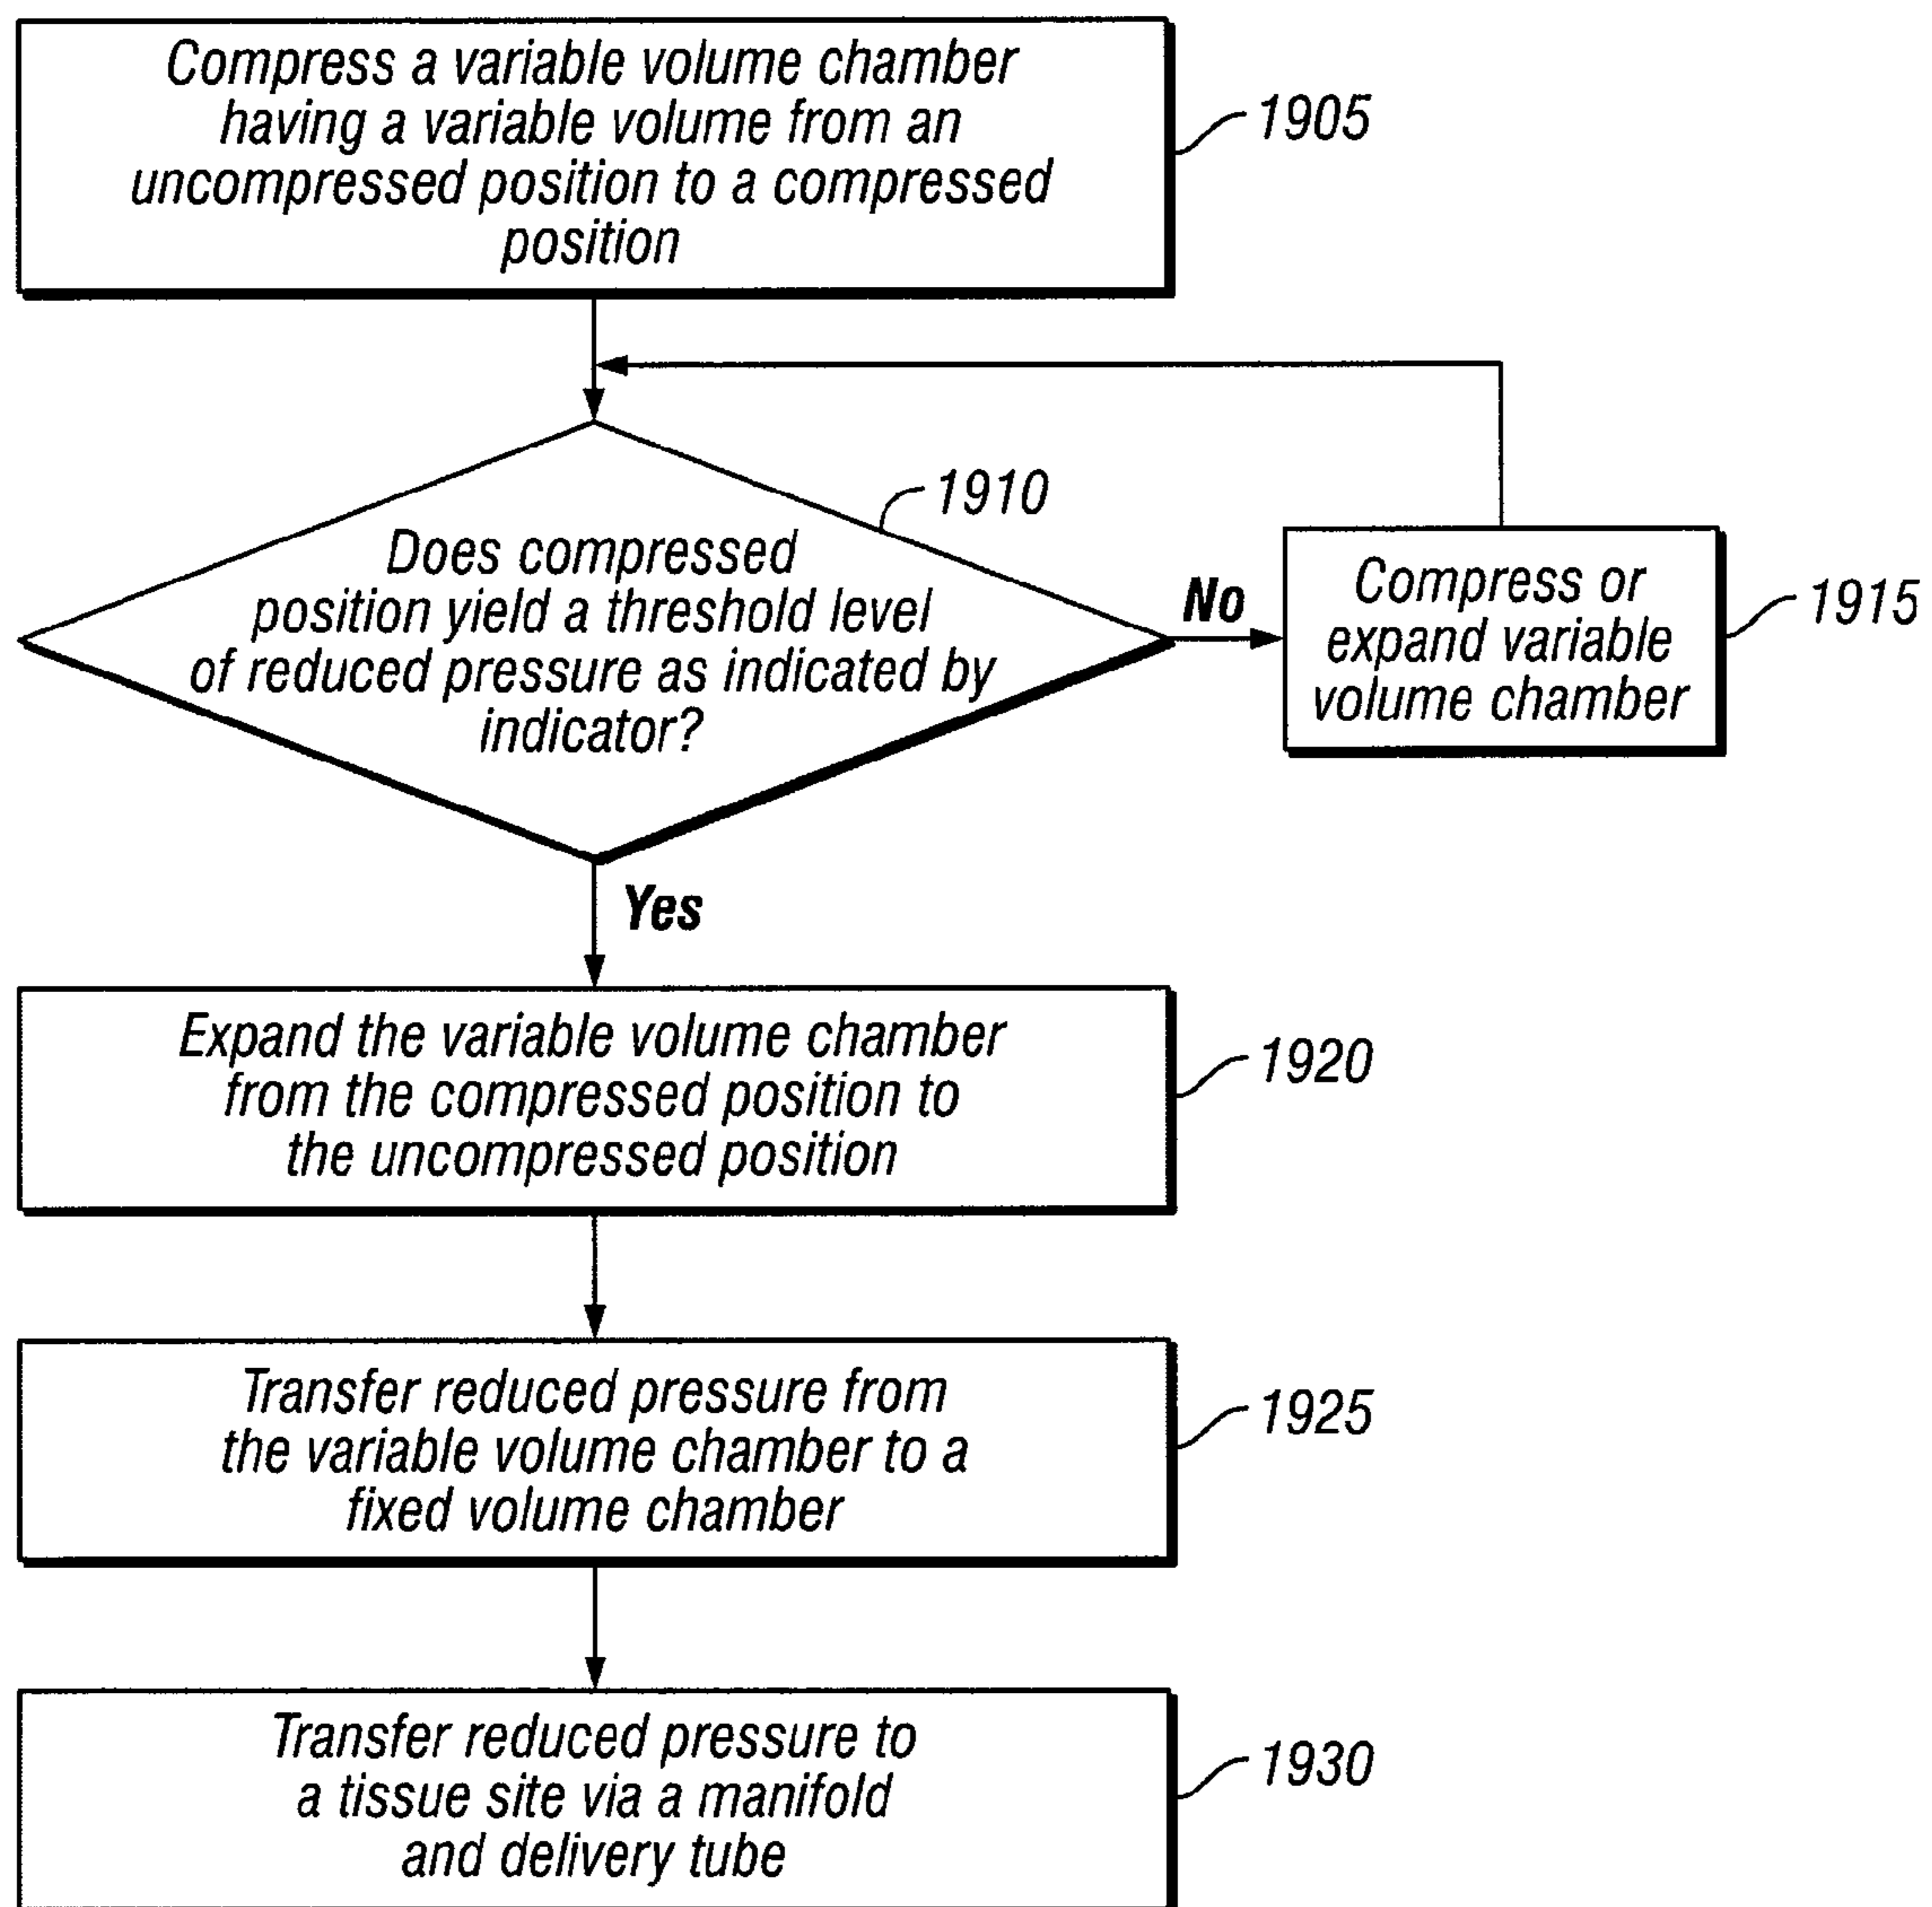 Compress a variable volume chamber
having a variable volume from an
uncompressed position to a compressed
position
1905
1910
Does compressed
position yield a threshold level
of reduced pressure as indicated by
indicator?
No
Compress or
expand variable
volume chamber
1915
Yes
Expand the variable volume chamber
from the compressed position to
the uncompressed position
1920
Transfer reduced pressure from
the variable volume chamber to a
fixed volume chamber
1925
Transfer reduced pressure to
a tissue site via a manifold
and delivery tube
1930